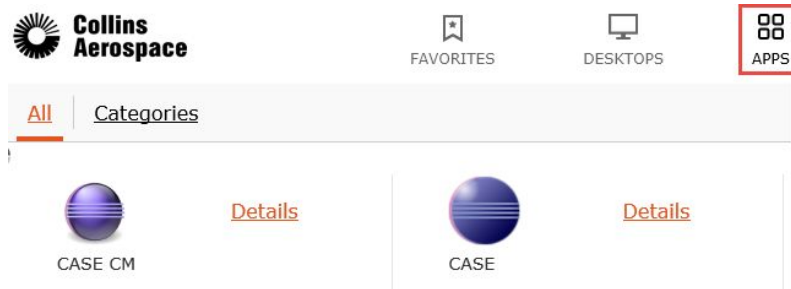 Collins
Aerospace
FAVORITES
DESKTOPS
APPS
All
Categories
Details
Details
CASE CM
CASE